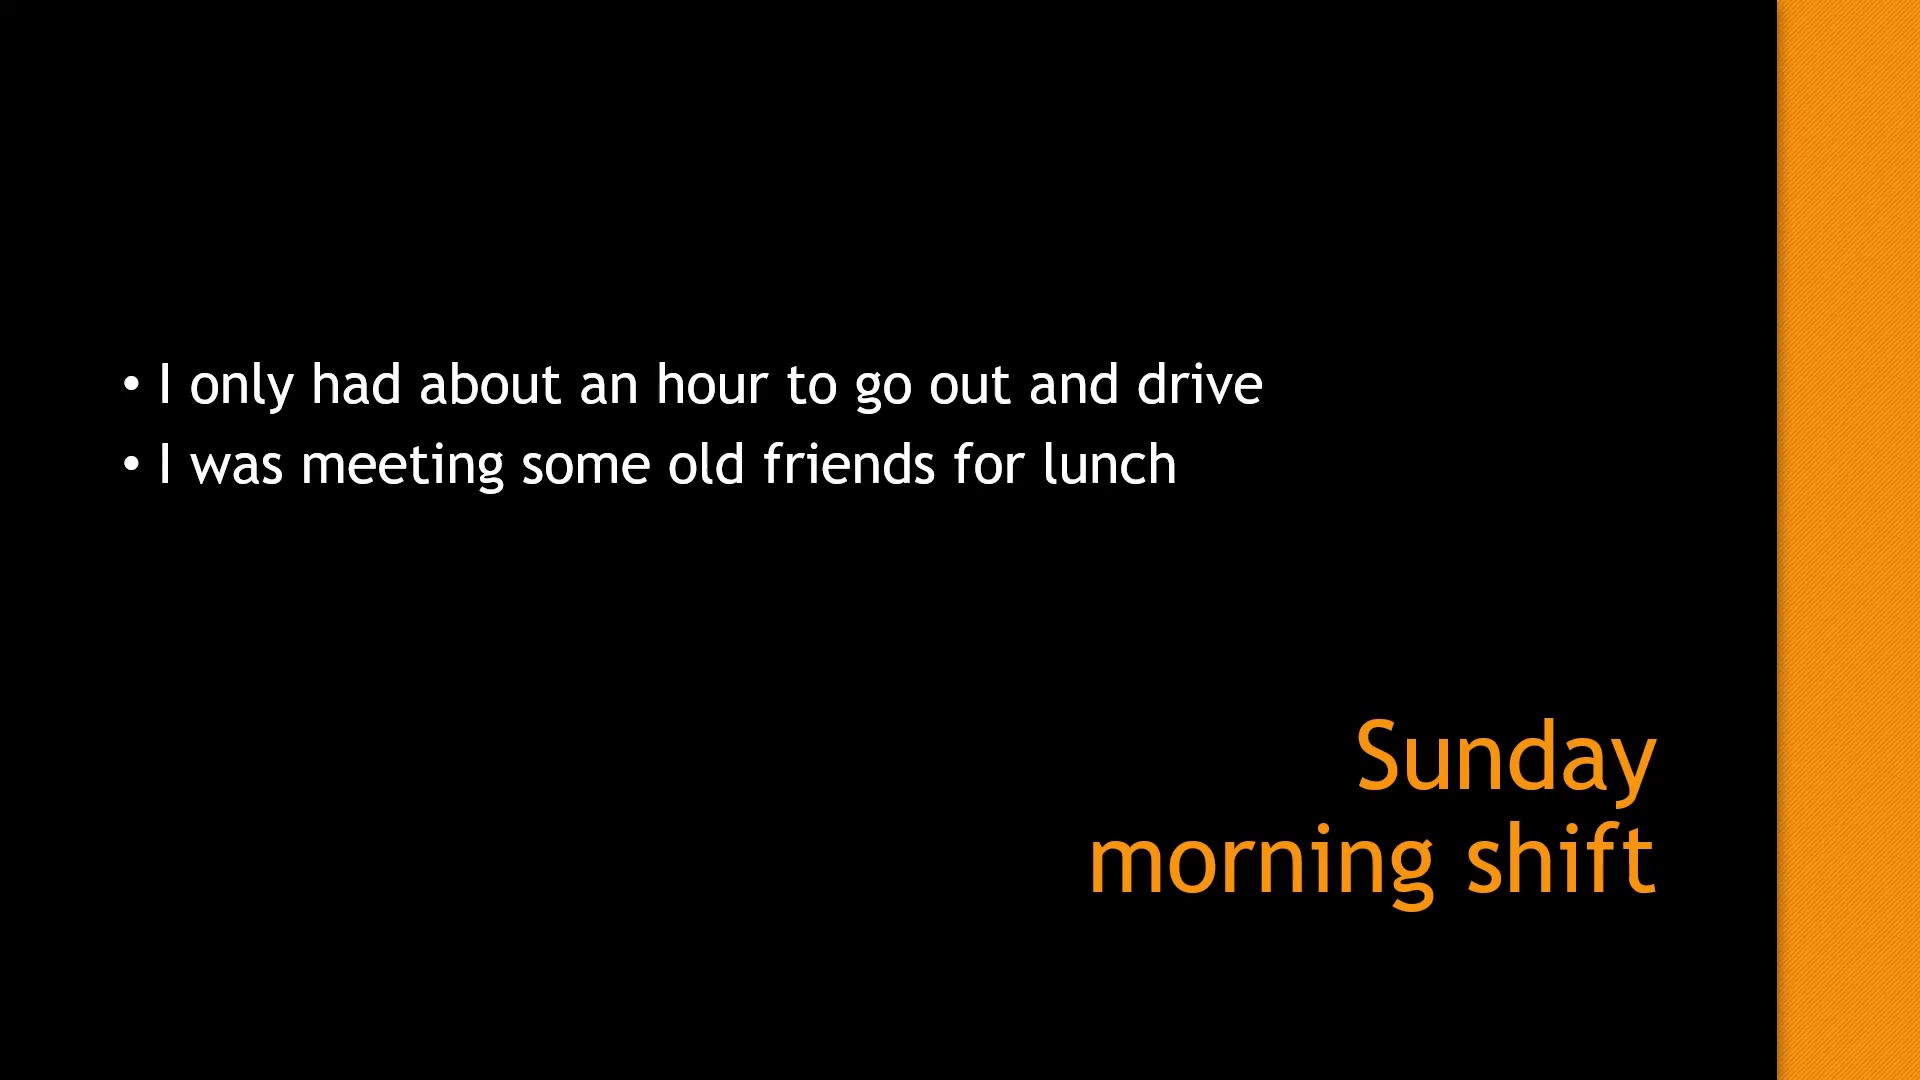 • I only had about an hour to go out and drive
• I was meeting some old friends for lunch
Sunday
morning shift